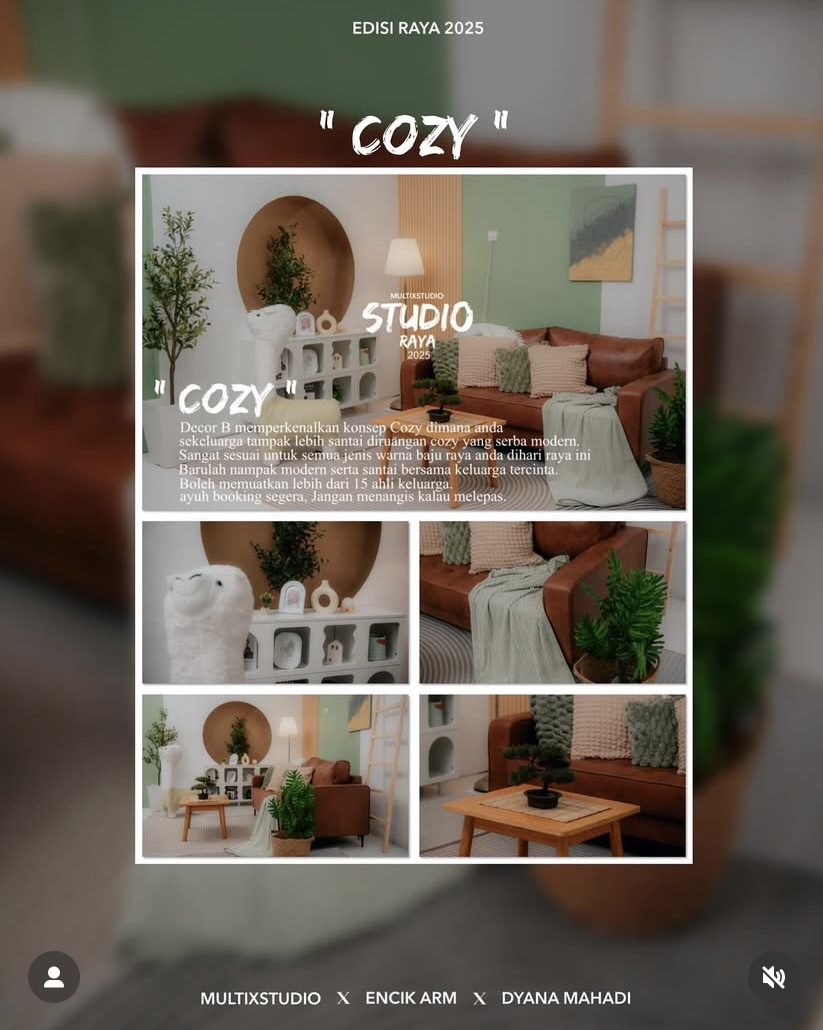 EDISI RAYA 2025
" COZY "
MULTIXSTUDIO
STUDIO
RAYA
2025
" COZY "
Decor B memperkenalkan konsep Cozy dimana anda
sekeluarga tampak lebih santai diruangan cozy yang serba modern.
Sangat sesuai untuk semua jenis warna baju raya anda dihari raya ini
Barulah nampak modern serta santai bersama keluarga tercinta.
Boleh memuatkan lebih dari 15 ahli keluarga.
ayuh booking segera, Jangan menangis kalau melepas.
MULTIXSTUDIO X ENCIK ARM X DYANA MAHADI